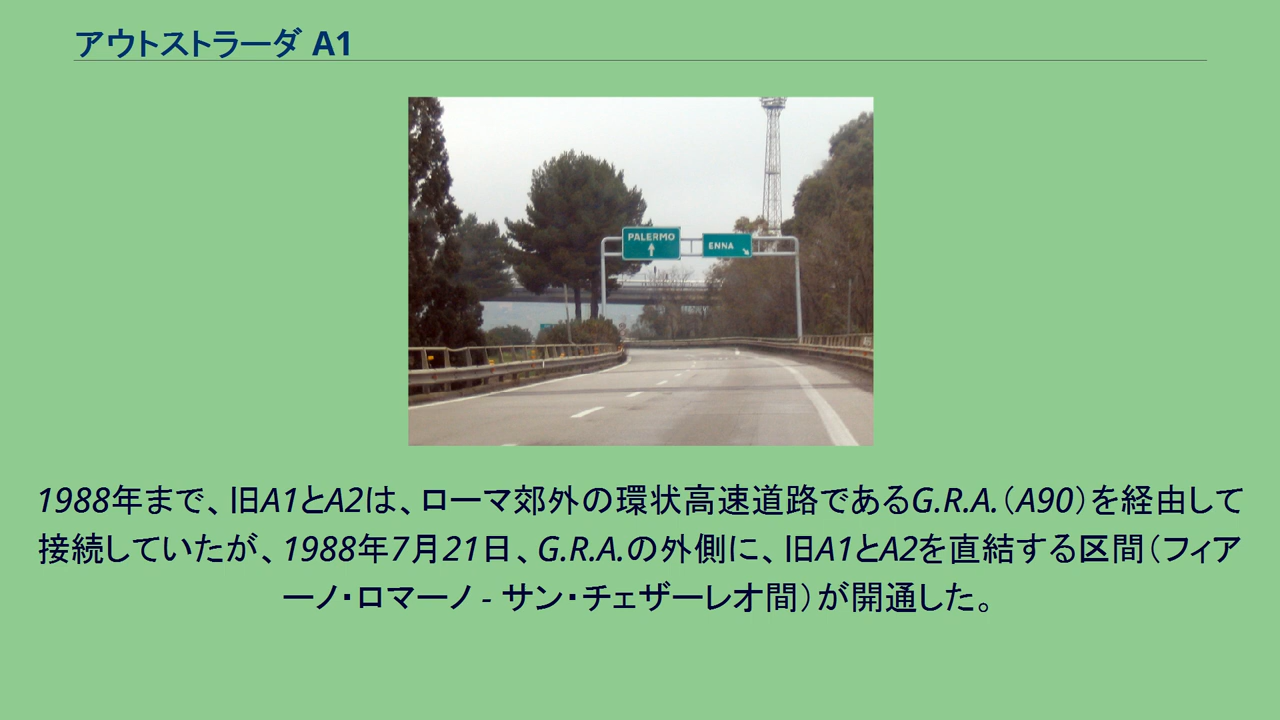 アウトストラーダ A1
PALERMO
ENNA
1988年まで、旧A1とA2は、ローマ郊外の環状高速道路であるG.R.A.（A90）を経由して
接続していたが、1988年7月21日、G.R.A.の外側に、旧A1とA2を直結する区間（フィア
ーノ・ロマーノ - サン・チェザーレオ間）が開通した。